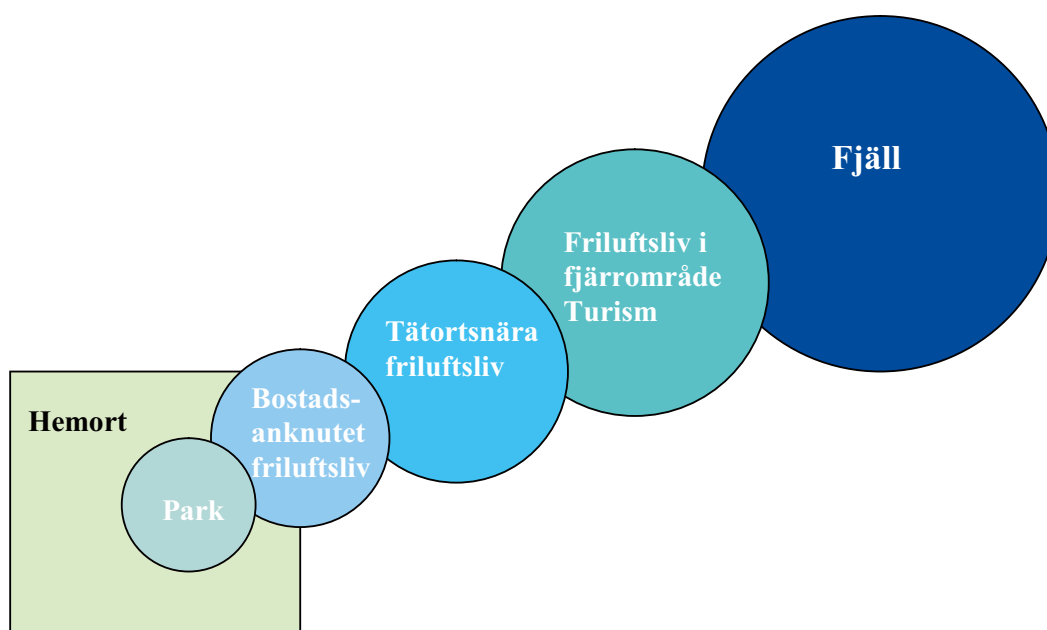 Fjäll
Friluftsliv i
fjärrområde
Turism
Tätortsnära
friluftsliv
Bostads-
anknutet
friluftsliv
Hemort
Park